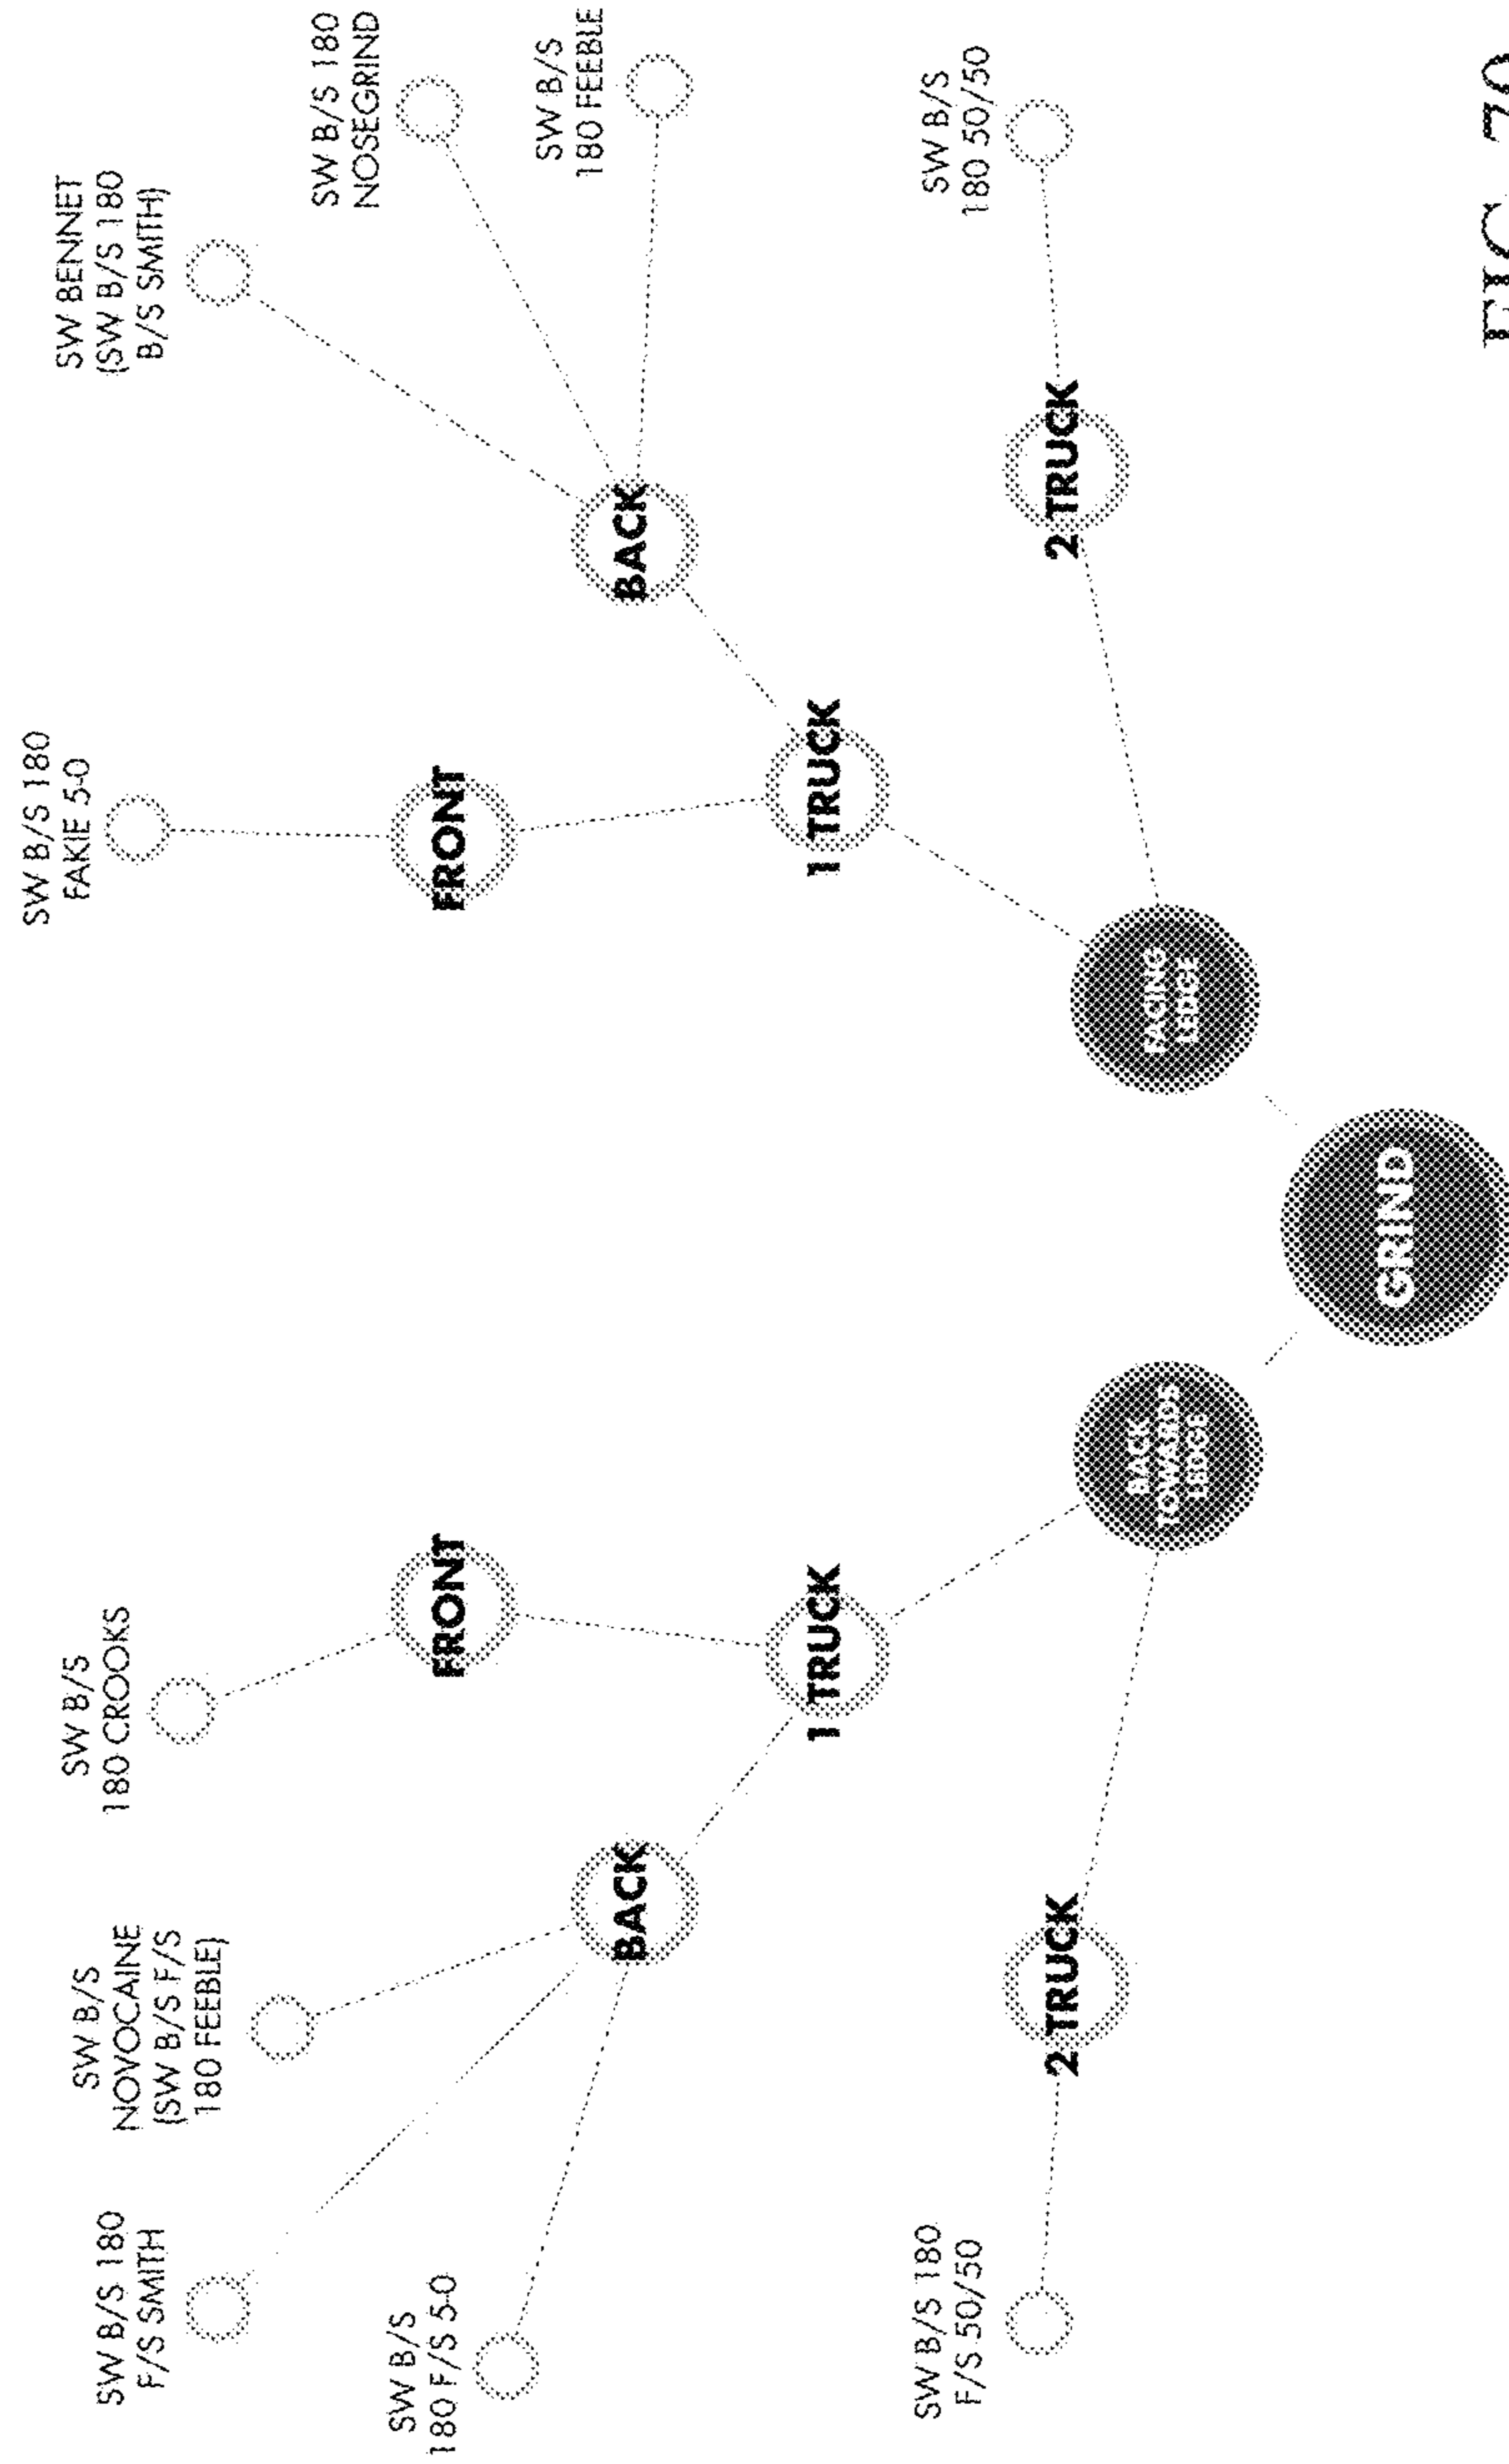 SW B/S 180
F/S SMITH
SW B/S
NOVOCAINE
(SW B/S F/S
180 FEEBLE)
SW B/S
180 CROOKS
SW B/S 180
FAKIE 5-0
SW BENNET
(SW B/S 180
B/S SMITH)
SW B/S 180
NOSEGRIND
SW B/S
180 F/S 5-0
FRONT
FRONT
SW B/S
180 FEEBLE
BACK
BACK
1 TRUCK
1 TRUCK
SW B/S 180
F/S 50/50
2 TRUCK
2 TRUCK
SW B/S
180 50/50
BACK
TOWARDS
LEDGE
FACING
LEDGE
GRIND